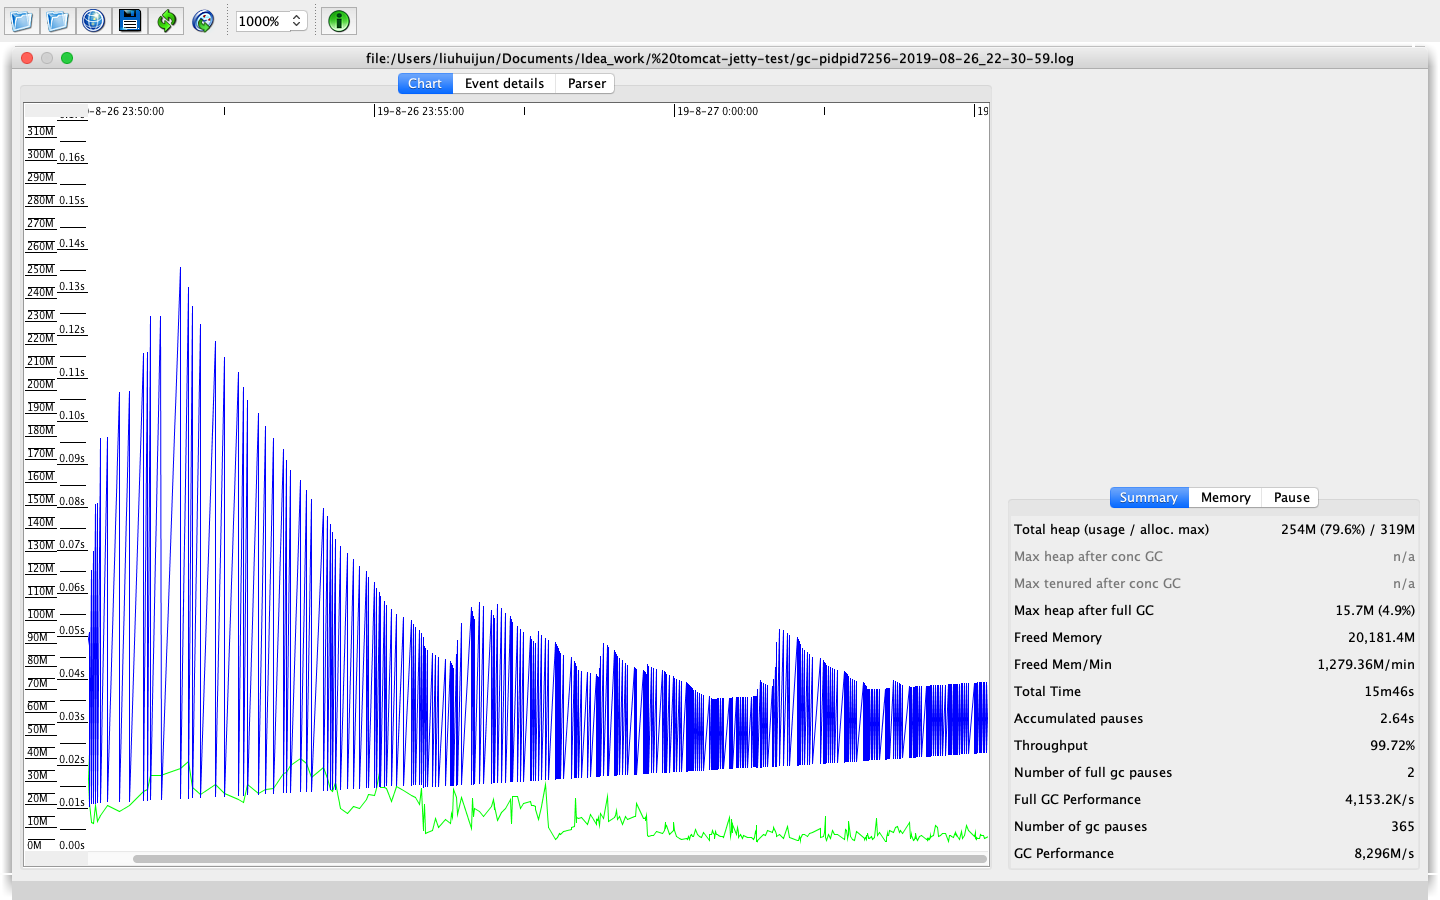 1000%
file:/Users/liuhuijun/Documents/Idea_work/%20tomcat-jetty-test/gc-pidpid7256-2019-08-26_22-30-59.log
Chart Event details Parser
-8-26 23:50:00 19-8-26 23:55:00 19-8-27 0:00:00 19
310M
300M 0.16s
290M
280M 0.15s
270M
260M 0.14s
250M
240M 0.13s
230M
220M 0.12s
210M
200M 0.11s
190M
180M 0.10s
170M
160M 0.09s
150M 0.08s
140M
130M 0.07s
120M
110M 0.06s
100M
90M 0.05s
80M
70M 0.04s
60M
50M 0.03s
40M
30M 0.02s
20M 0.01s
10M
0M 0.00s
Summary Memory Pause
Total heap (usage / alloc. max) 254M (79.6%) / 319M
Max heap after conc GC n/a
Max tenured after conc GC n/a
Max heap after full GC 15.7M (4.9%)
Freed Memory 20,181.4M
Freed Mem/Min 1,279.36M/min
Total Time 15m46s
Accumulated pauses 2.64s
Throughput 99.72%
Number of full gc pauses 2
Full GC Performance 4,153.2K/s
Number of gc pauses 365
GC Performance 8,296M/s